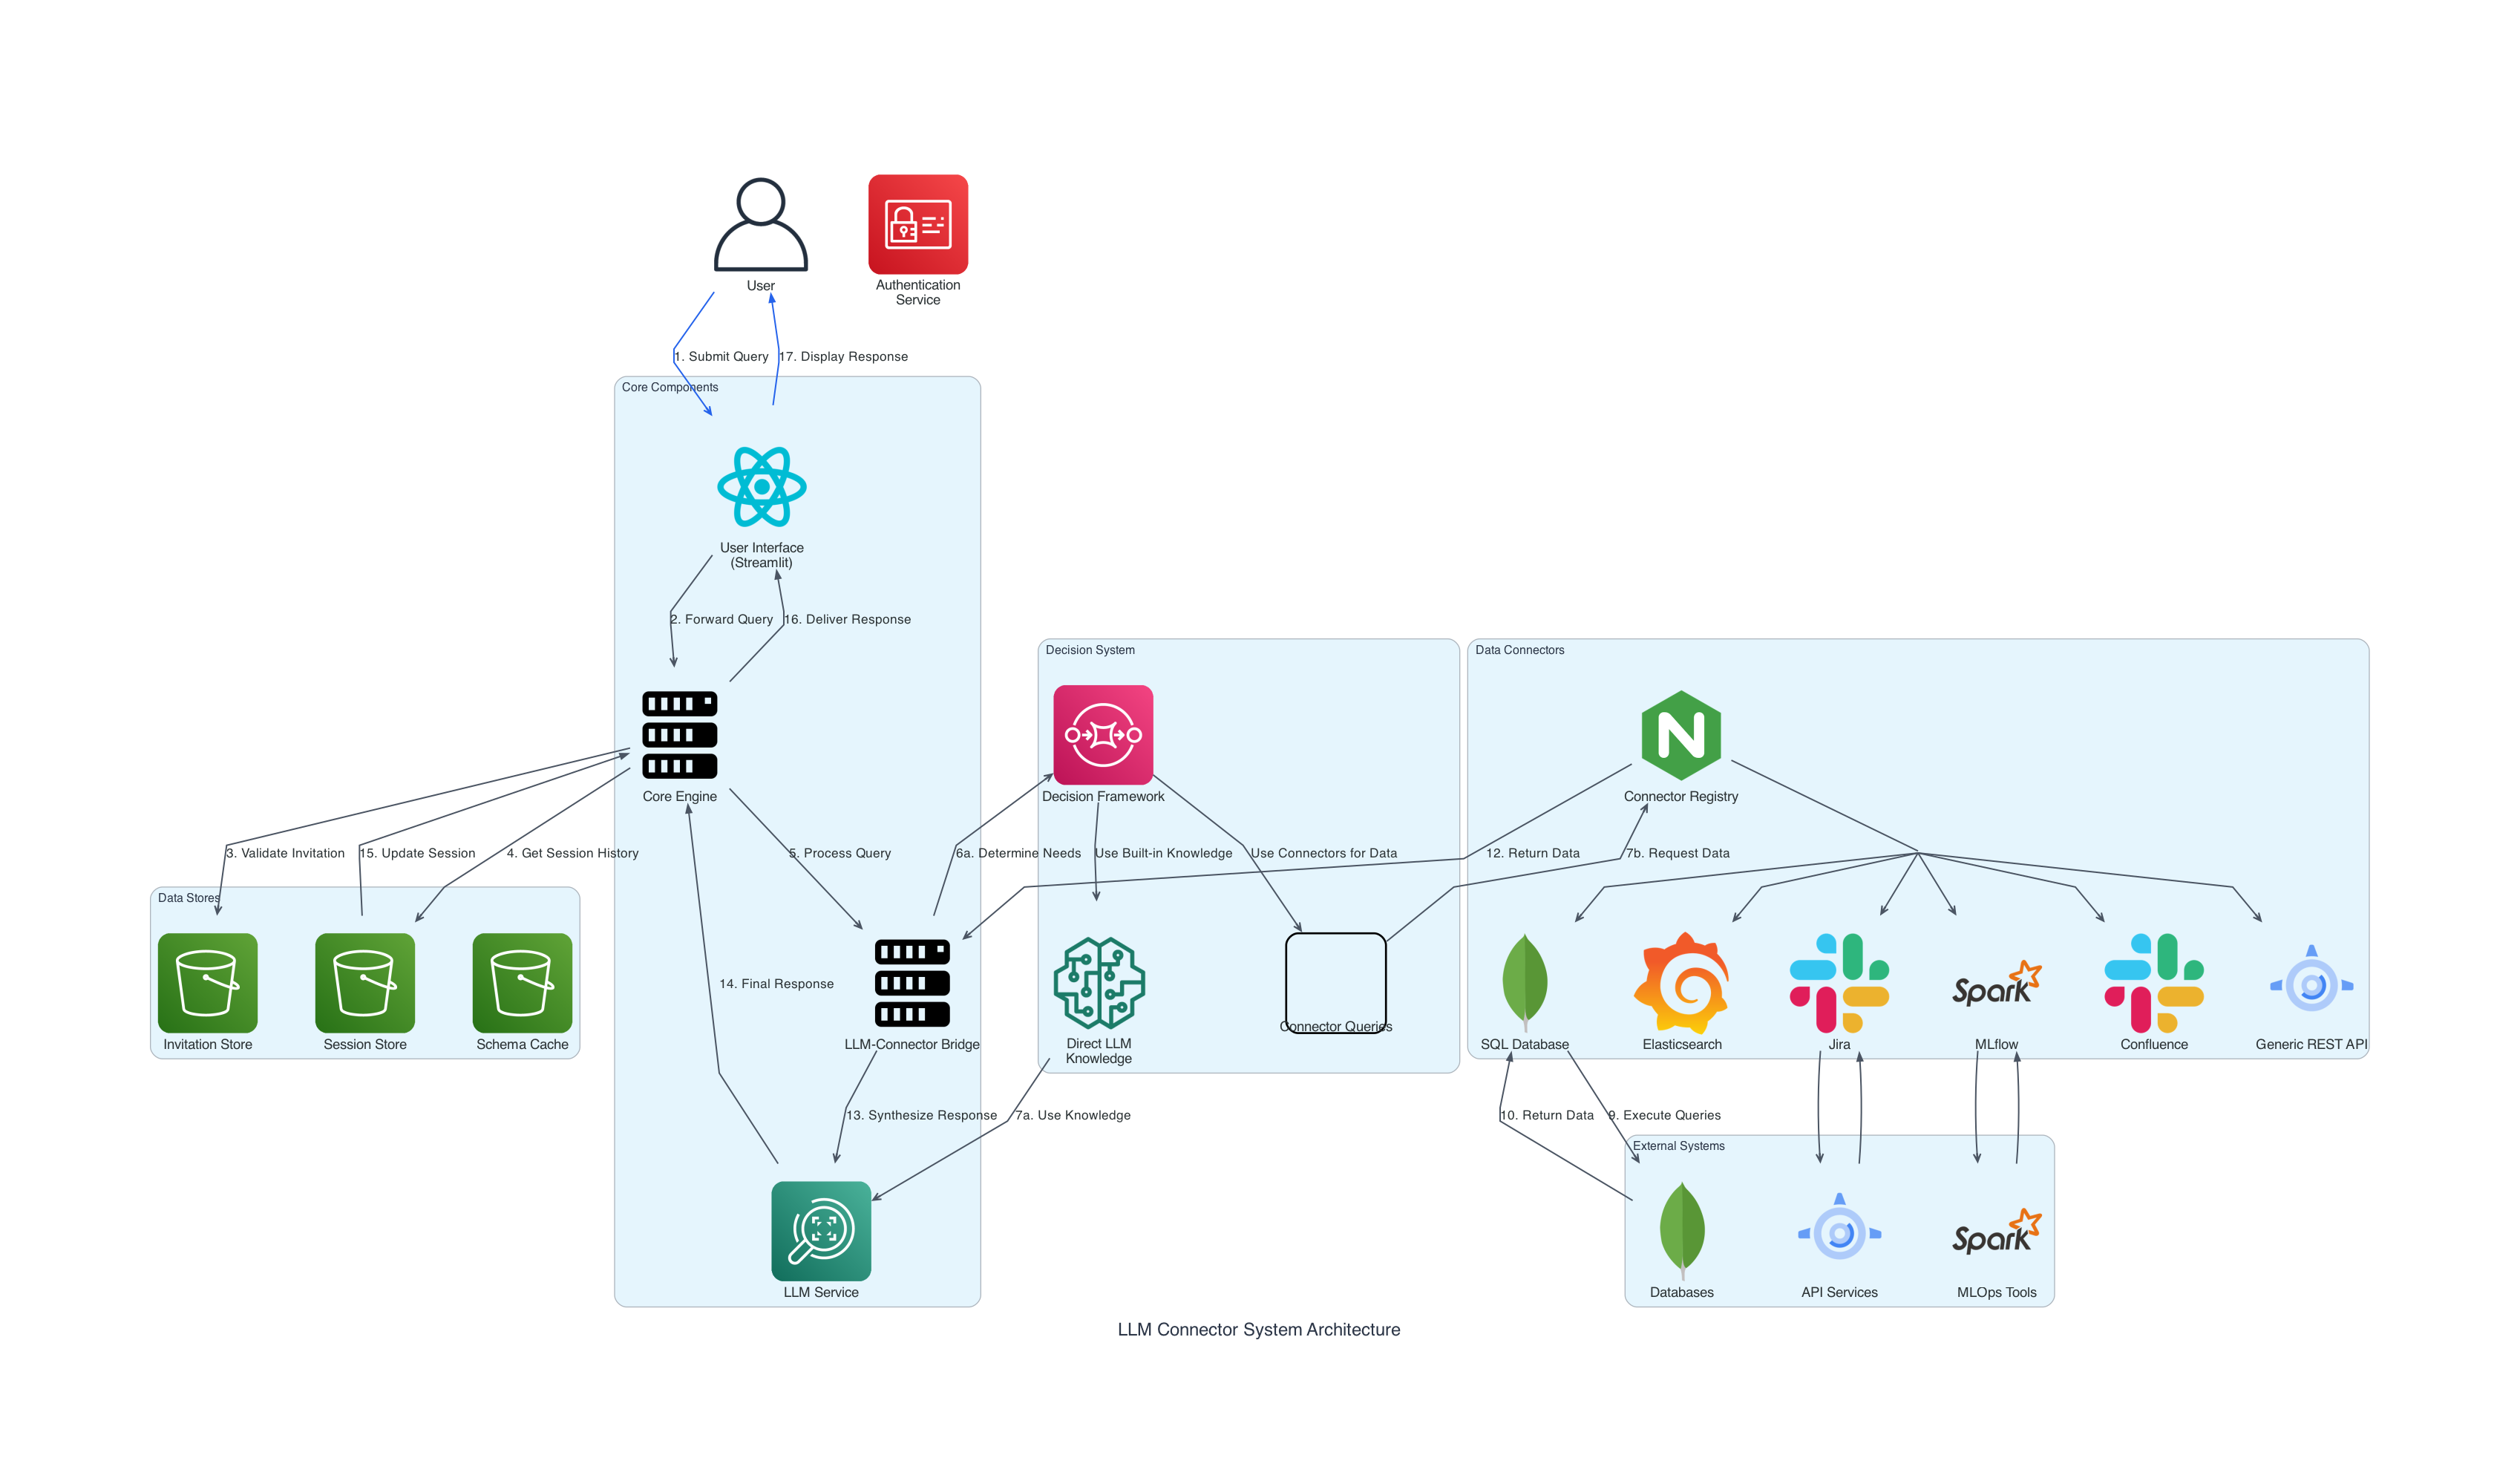 User
Authentication
Service
1. Submit Query
17. Display Response
Core Components
User Interface
(Streamlit)
2. Forward Query
16. Deliver Response
Decision System
Data Connectors
N
Core Engine
Decision Framework
Connector Registry
3. Validate Invitation
15. Update Session
4. Get Session History
5. Process Query
6a. Determine Needs
Use Built-in Knowledge
Use Connectors for Data
12. Return Data
7b. Request Data
Data Stores
14. Final Response
Spark
Connector Queries
Invitation Store
Session Store
Schema Cache
LLM-Connector Bridge
Direct LLM
Knowledge
SQL Database
Elasticsearch
Jira
MLflow
Confluence
Generic REST API
13. Synthesize Response
7a. Use Knowledge
10. Return Data
9. Execute Queries
External Systems
Spark
LLM Service
Databases
API Services
MLOps Tools
LLM Connector System Architecture